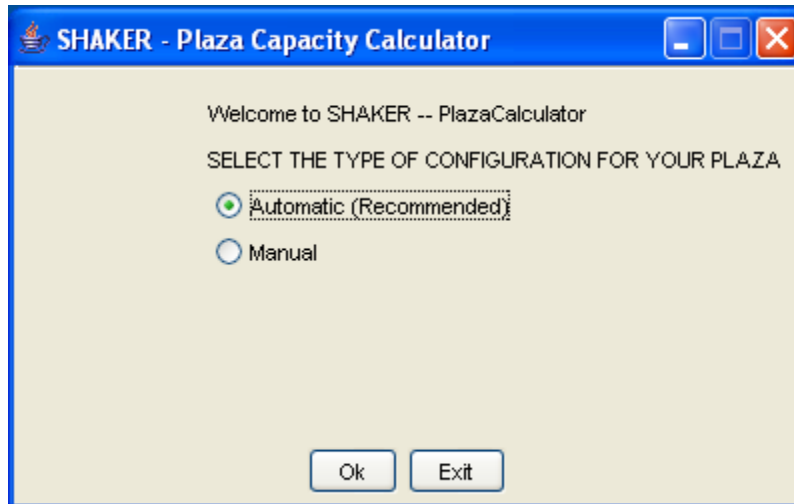 SHAKER - Plaza Capacity Calculator
Welcome to SHAKER -- PlazaCalculator
SELECT THE TYPE OF CONFIGURATION FOR YOUR PLAZA
Automatic (Recommended)
Manual
Ok Exit